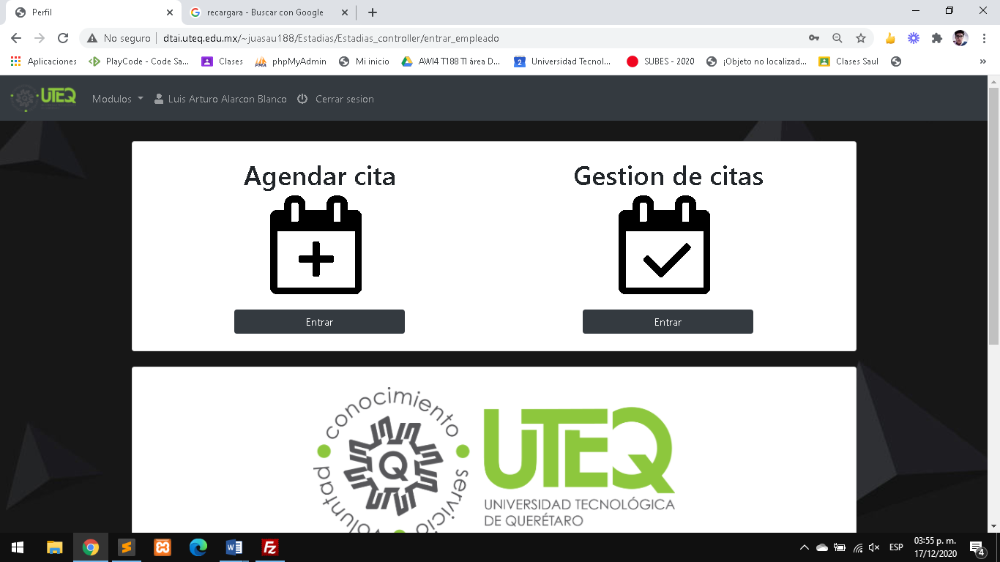 Perfil
recargara - Buscar con Google
No seguro
dtai.uteq.edu.mx/~juasau188/Estadias/Estadias_controller/entrar_empleado
Aplicaciones
PlayCode - Code Sa...
Clases
phpMyAdmin
Mi inicio
AWI4 T188 TI área D...
Universidad Tecnol...
SUBES - 2020
¡Objeto no localizad...
Clases Saul
UTEQ
Modulos
Luis Arturo Alarcon Blanco
Cerrar sesion
Agendar cita
Gestion de citas
Entrar
Entrar
conocimiento
servicio
voluntad
Q
UTEQ
UNIVERSIDAD TECNOLÓGICA
DE QUERÉTARO
ESP
03:55 p. m.
17/12/2020
4